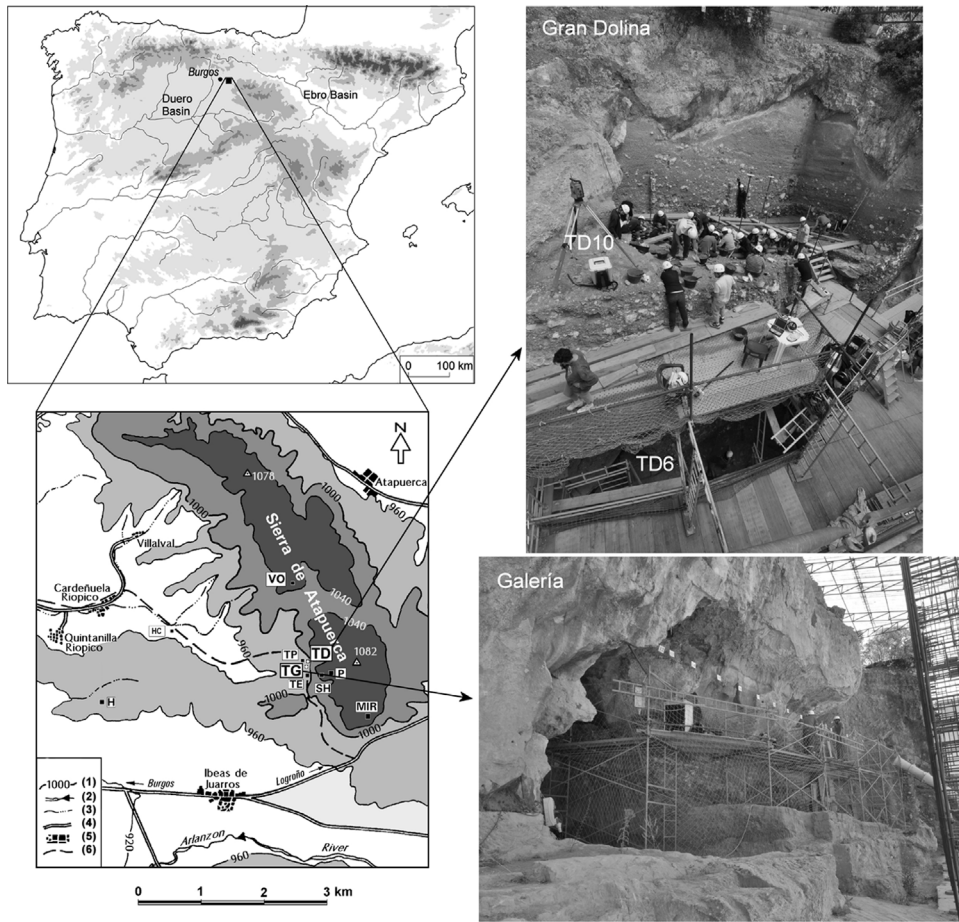 Burgos
Duero
Basin
Ebro Basin
0 100 km
Gran Dolina
TD10
TD6
N
1078
1000
960
Atapuerca
1000
Villalval
Sierra de Atapuerca
VO
Cardeñuela
Riopico
1040
1040
HC
Quintanilla
Riopico
960
TP
TD
1082
TG
P
TE
SH
1000
H
MIR
960
1000
Ibeas de
Juarros
Logroño
Burgos
1000 (1)
(2)
(3)
(4)
(5)
(6)
920
Arlanzon River
960
0 1 2 3 km
Galería